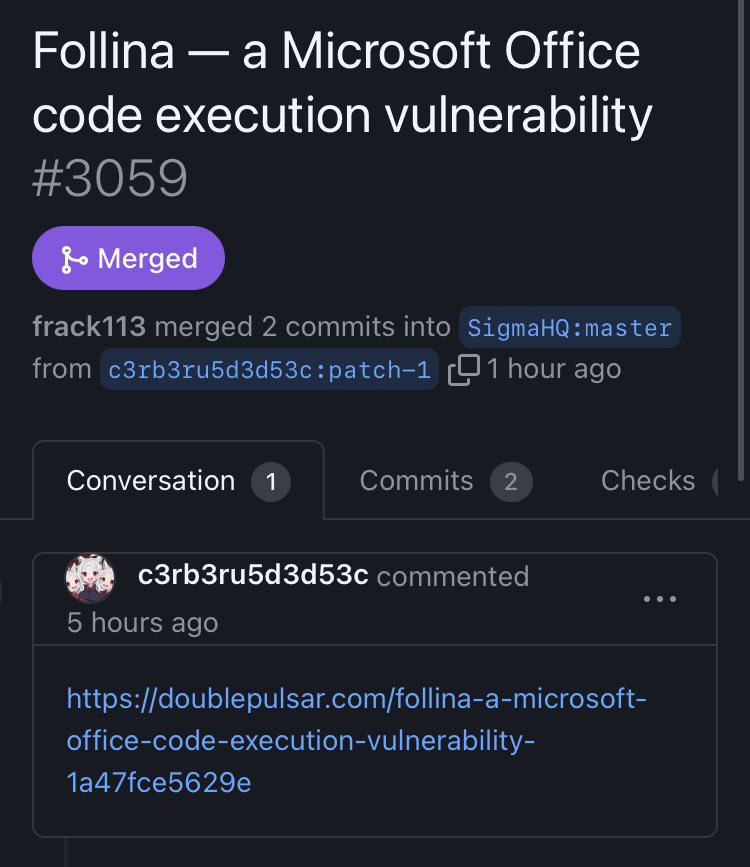 Follina — a Microsoft Office
code execution vulnerability
#3059
Merged
frack113 merged 2 commits into SigmaHQ:master
from c3rb3ru5d3d53c:patch-1 1 hour ago
Conversation 1 Commits 2 Checks
c3rb3ru5d3d53c commented
5 hours ago
https://doublepulsar.com/follina-a-microsoft-
office-code-execution-vulnerability-
1a47fce5629e